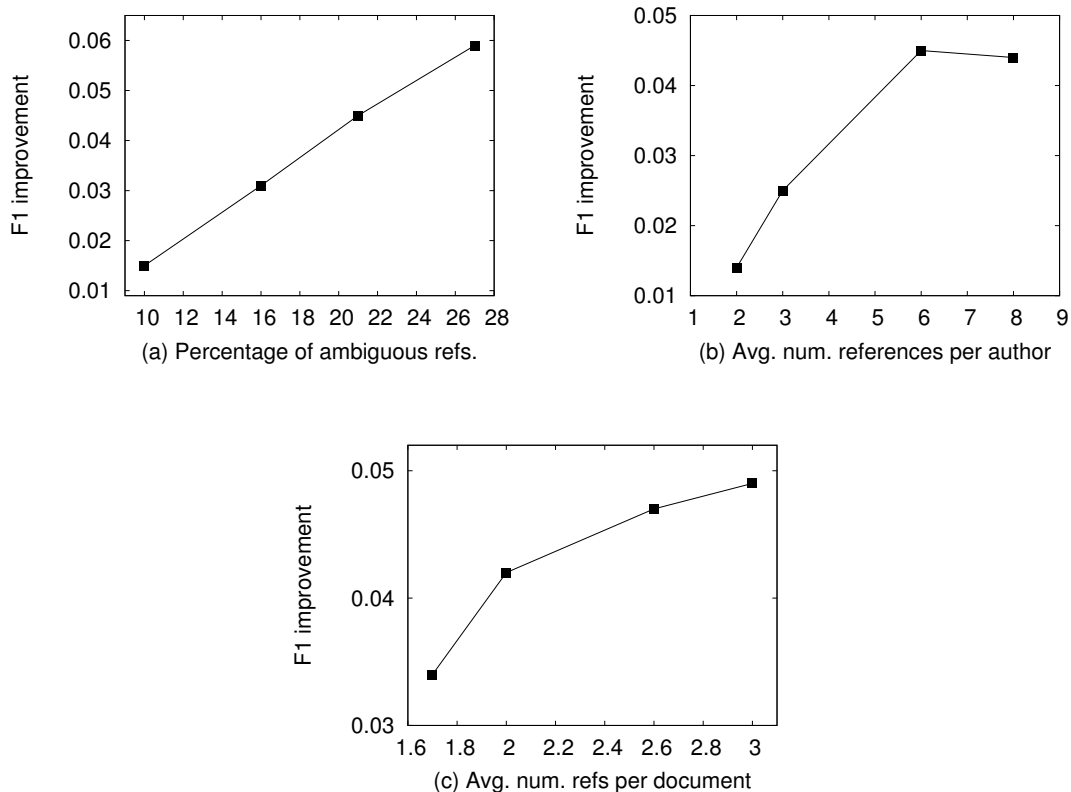 0.06
0.05
0.04
0.03
0.02
0.01
F1 improvement
10 12 14 16 18 20 22 24 26 28
(a) Percentage of ambiguous refs.
0.05
0.04
0.03
0.02
0.01
F1 improvement
1 2 3 4 5 6 7 8 9
(b) Avg. num. references per author
0.05
0.04
0.03
F1 improvement
1.6 1.8 2 2.2 2.4 2.6 2.8 3
(c) Avg. num. refs per document